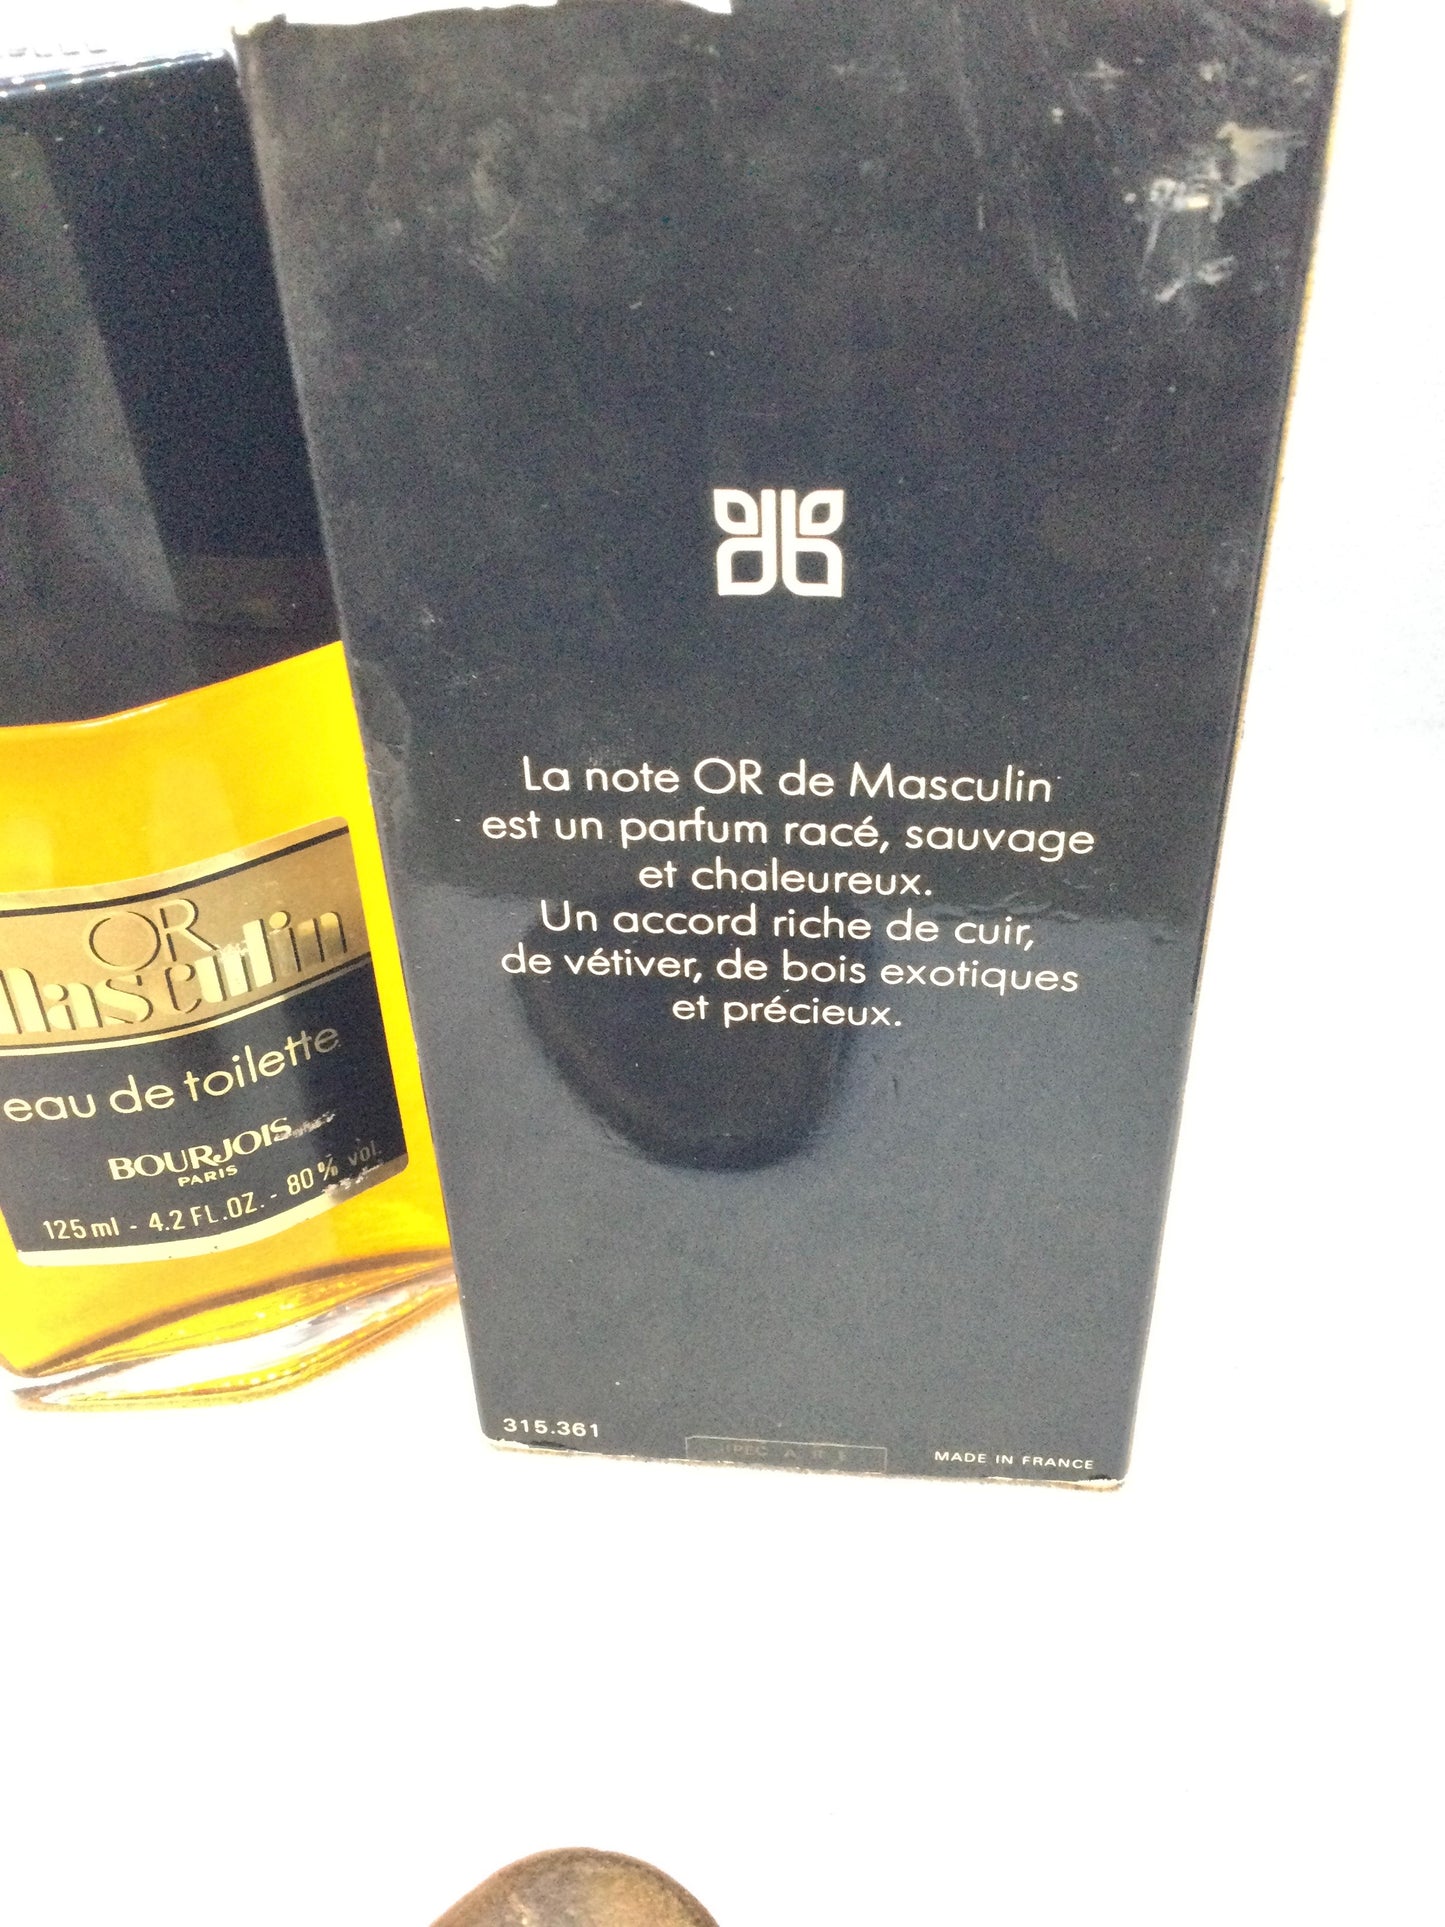 OR
Masculin
eau de toilette
BOURJOIS
PARIS
125 ml - 4.2 FL.OZ. - 80% vol.
La note OR de Masculin
est un parfum racé, sauvage
et chaleureux.
Un accord riche de cuir,
de vétiver, de bois exotiques
et précieux.
315.361
MADE IN FRANCE